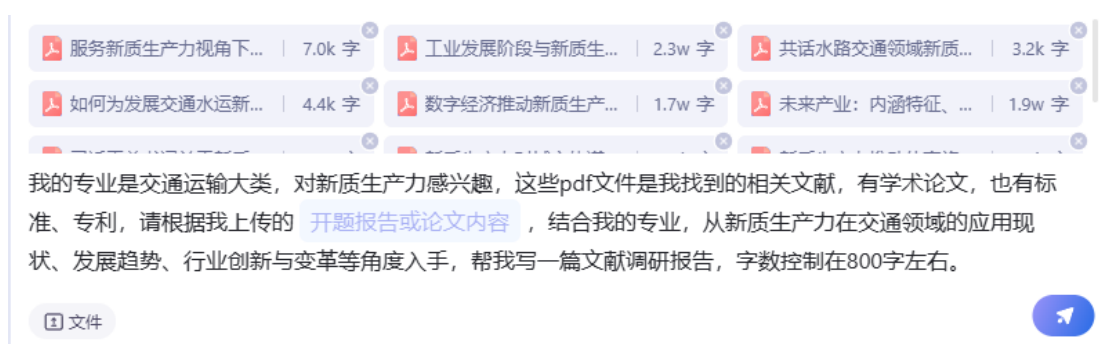 服务新质生产力视角下... 7.0k 字 工业发展阶段与新质生... 2.3w 字 共话水路交通领域新质... 3.2k 字
如何为发展交通水运新... 4.4k 字 数字经济推动新质生产... 1.7w 字 未来产业：内涵特征、... 1.9w 字
我的专业是交通运输大类，对新质生产力感兴趣，这些pdf文件是我找到的相关文献，有学术论文，也有标
准、专利，请根据我上传的 开题报告或论文内容 ，结合我的专业，从新质生产力在交通领域的应用现
状、发展趋势、行业创新与变革等角度入手，帮我写一篇文献调研报告，字数控制在800字左右。
文件